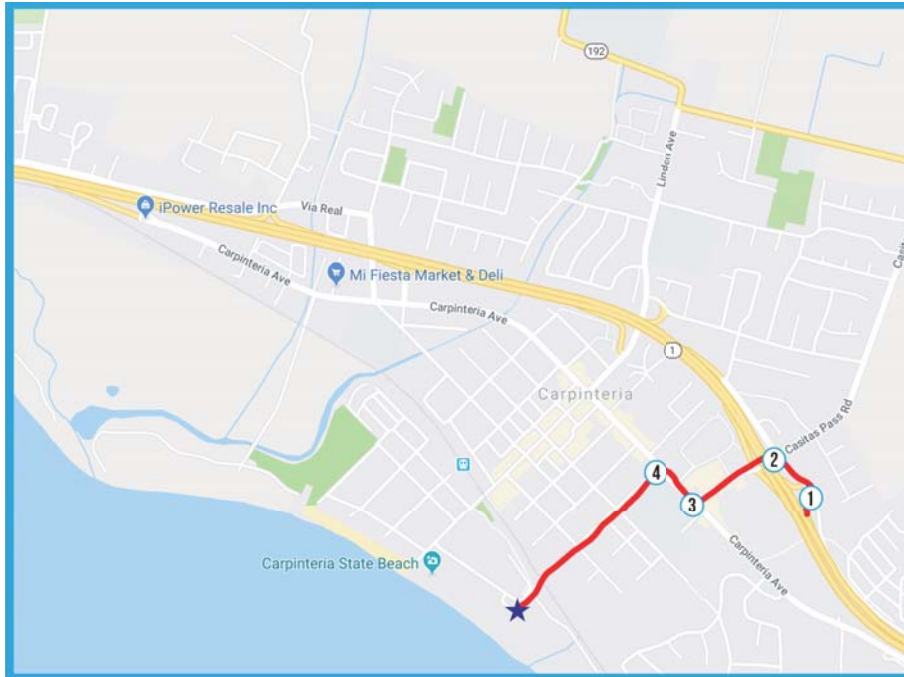 192
Linden Ave
iPower Resale Inc
Via Real
Carpinteria Ave
Mi Fiesta Market & Deli
Carpinteria Ave
1
Carpinteria
Casitas Pass Rd
2
4
1
3
Carpinteria Ave
Carpinteria State Beach